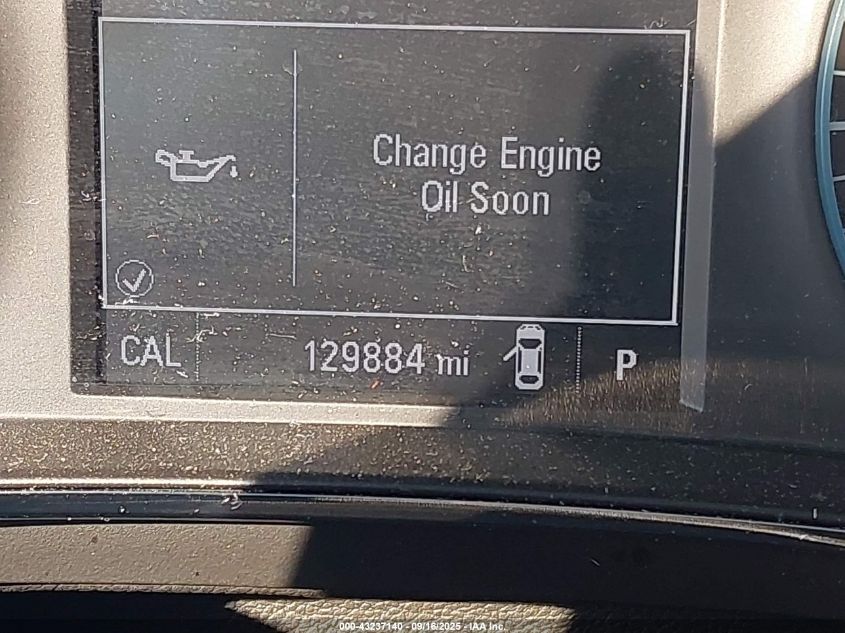 Change Engine
Oil Soon
CAL 129884 mi P
000-43237140 - 09/16/2025 - IAA Inc.